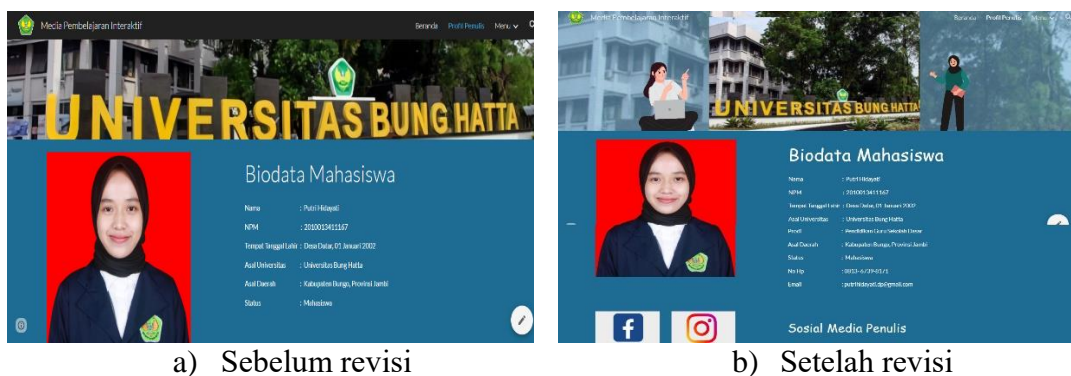 Media Pembelajaran Interaktif
Beranda Profil Penulis Menu
UNIVERSITAS BUNG HATTA
Biodata Mahasiswa
Nama : Putri Hidayati
NPM : 2010013411167
Tempat Tanggal Lahir : Desa Datar, 01 Januari 2002
Asal Universitas : Universitas Bung Hatta
Asal Daerah : Kabupaten Bungo, Provinsi Jambi
Status : Mahasiswa
a) Sebelum revisi
Media Pembelajaran Interaktif
Beranda Profil Penulis Menu
UNIVERSITAS BUNG HATTA
Biodata Mahasiswa
Nama : Putri Hidayati
NPM : 2010013411167
Tempat Tanggal Lahir : Desa Datar, 01 Januari 2002
Asal Universitas : Universitas Bung Hatta
Prodi : Pendidikan Guru Sekolah Dasar
Asal Daerah : Kabupaten Bungo, Provinsi Jambi
Status : Mahasiswa
No Hp
Email
Sosial Media Penulis
b) Setelah revisi